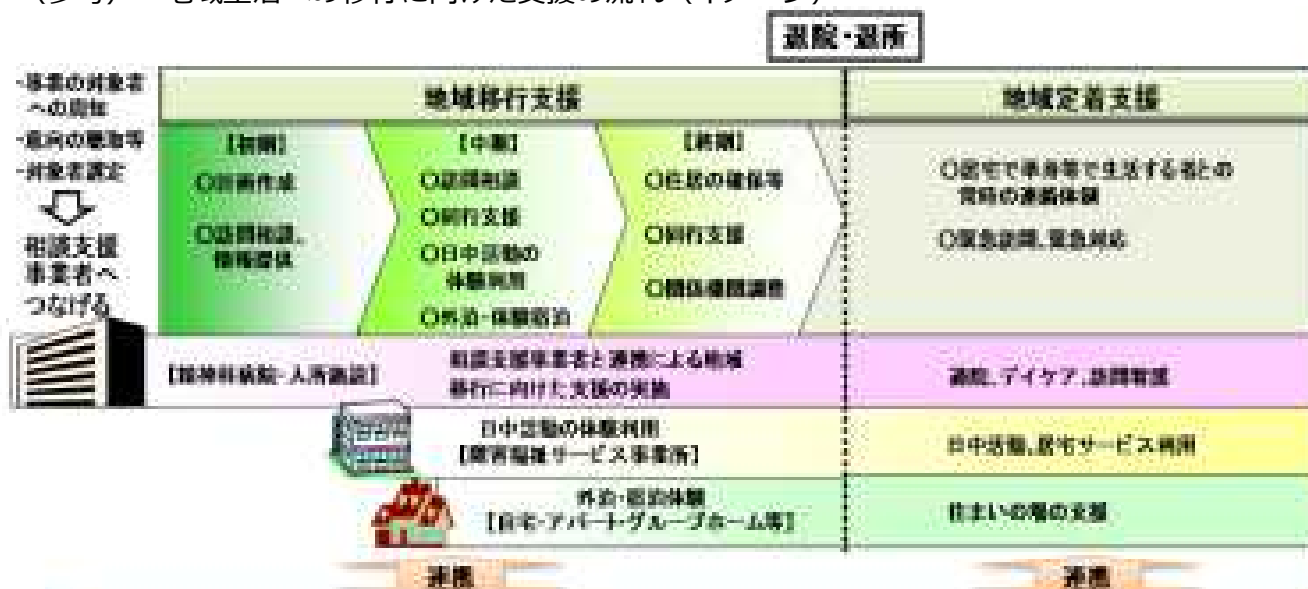 （参考） 地域生活への移行に向けた支援の流れ（イメージ）
退院・退所
・事業の対象者
への周知
・意向の聴取等
・対象者選定
相談支援
事業者へ
つなげる
地域移行支援
地域定着支援
【初期】
〇計画作成
〇訪問相談、
情報提供
【中期】
〇訪問相談
〇同行支援
〇日中活動の
体験利用
〇外泊・体験宿泊
【終期】
〇住居の確保等
〇同行支援
〇関係機関調整
〇居宅で単身等で生活する者との
常時の連絡体制
〇緊急訪問、緊急対応
【精神科病院・入所施設】
相談支援事業者と連携による地域
移行に向けた支援の実施
通院、デイケア、訪問看護
日中活動の体験利用
【障害福祉サービス事業所】
日中活動、居宅サービス利用
外泊・宿泊体験
【自宅・アパート・グループホーム等】
住まいの場の支援
連携
連携